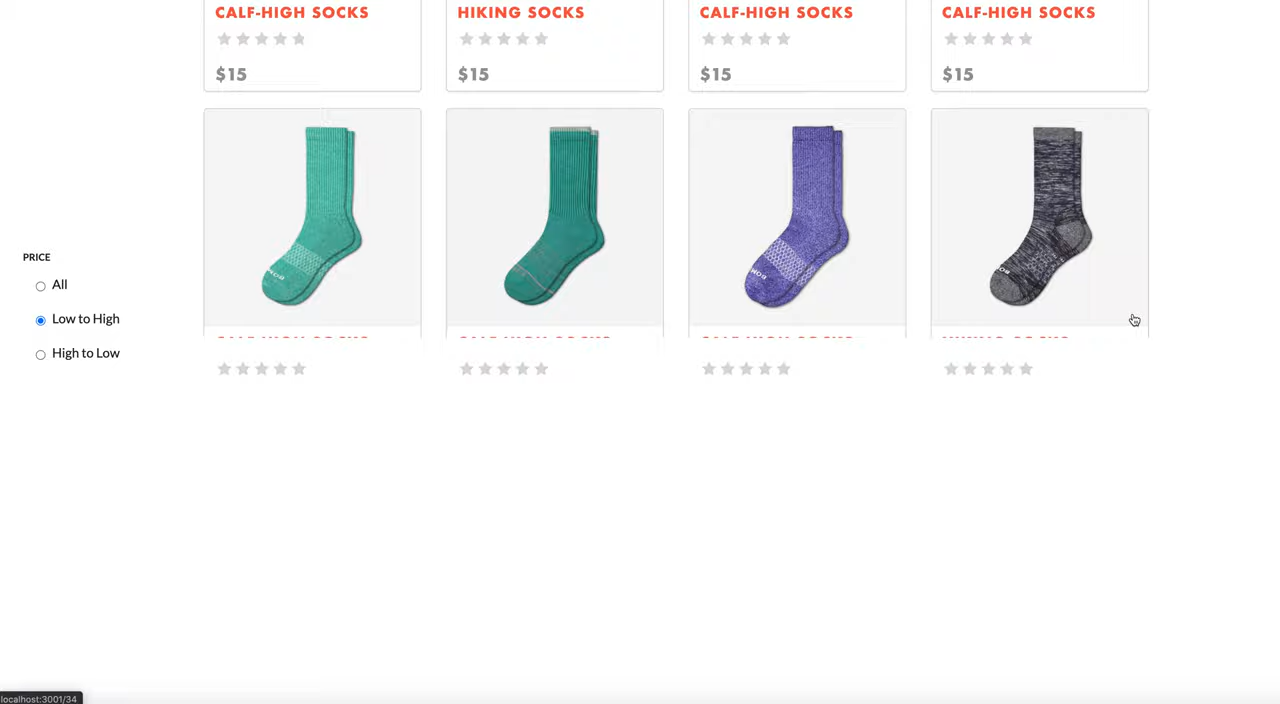 CALF-HIGH SOCKS HIKING SOCKS CALF-HIGH SOCKS CALF-HIGH SOCKS
$15 $15 $15 $15
PRICE
All
Low to High
High to Low
localhost:3001/34